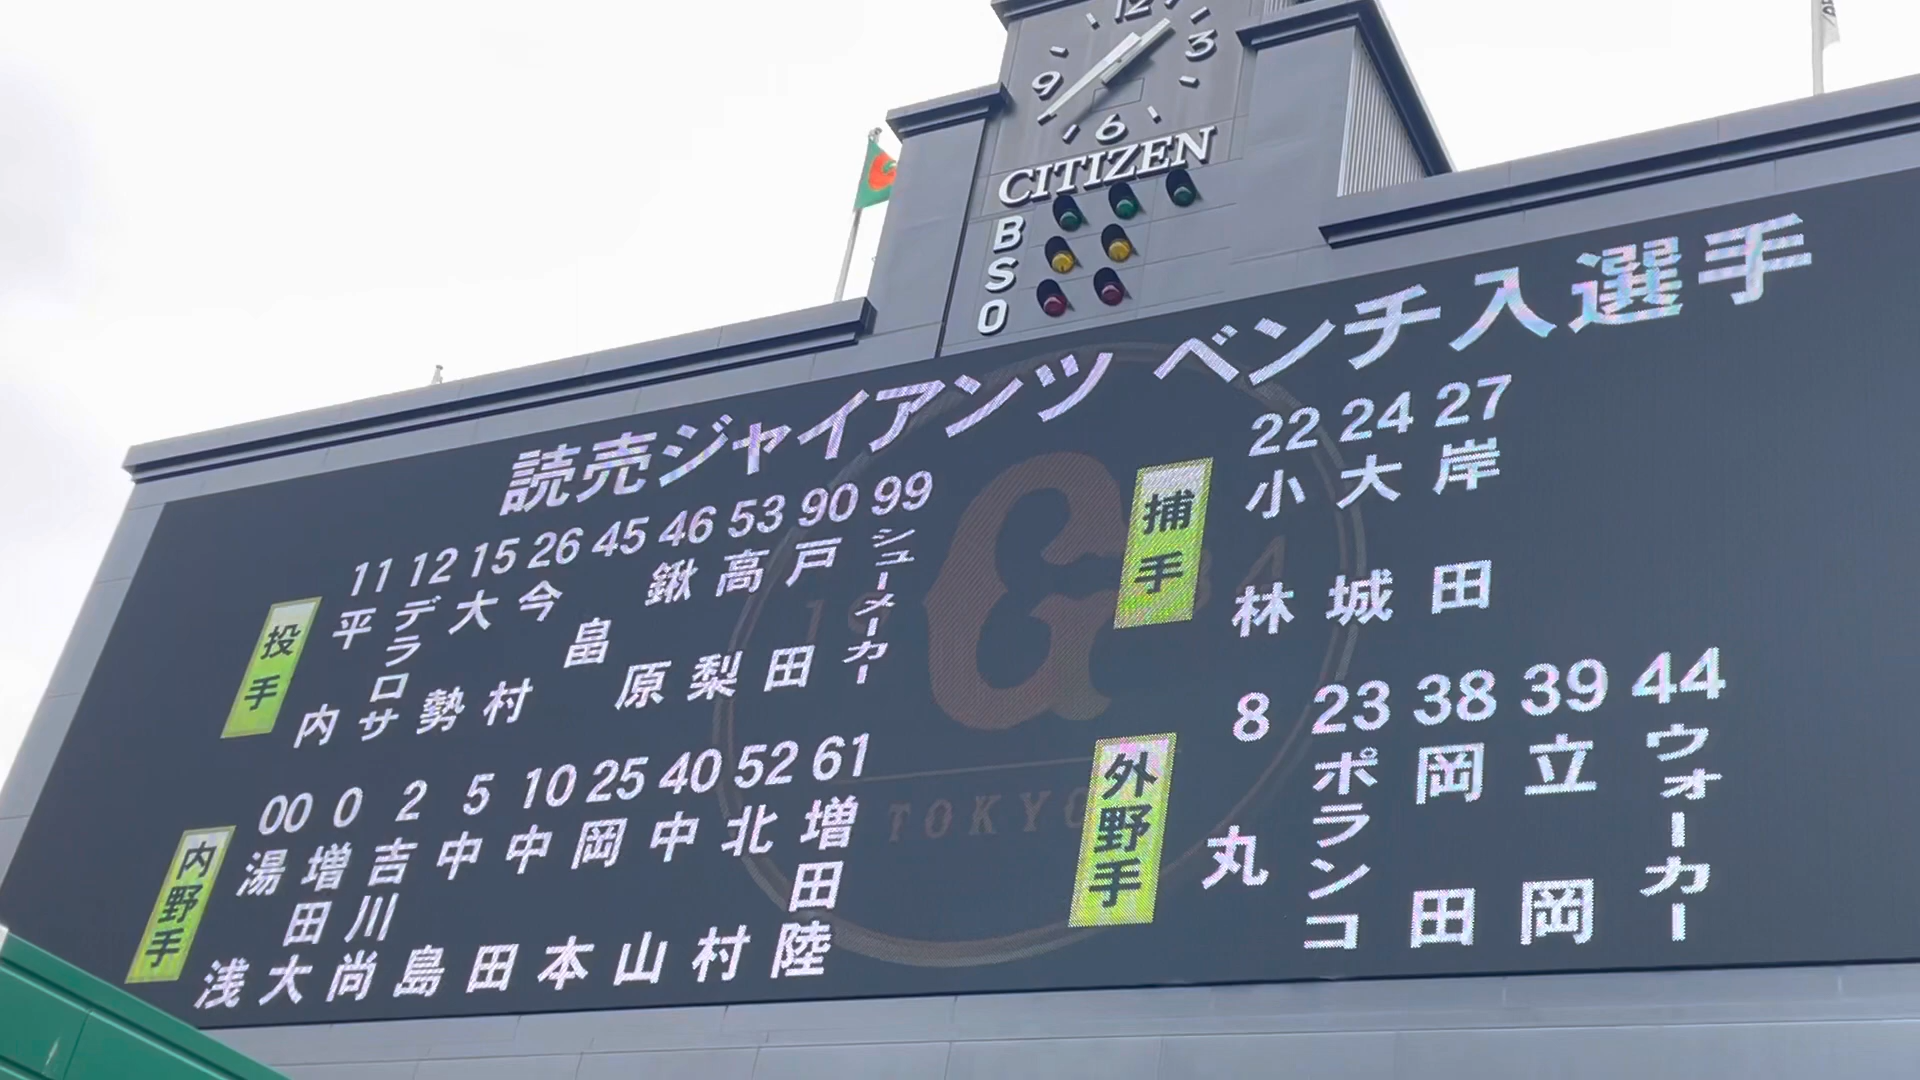 12
3
9
6
CITIZEN
B
S
O
読売ジャイアンツ ベンチ入選手
投手
11 12 15 26 45 46 53 90 99
平内 デラロサ 大勢 今村 畠 鍬原 高梨 戸田 シューメーカー
捕手
22 24 27
小林 大城 岸田
内野手
00 0 2 5 10 25 40 52 61
湯浅 増田大 吉川尚 中島 中田 岡本 中山 北村 増田陸
外野手
8 23 38 39 44
丸 ポランコ 岡田 立岡 ウォーカー
G
TOKYO